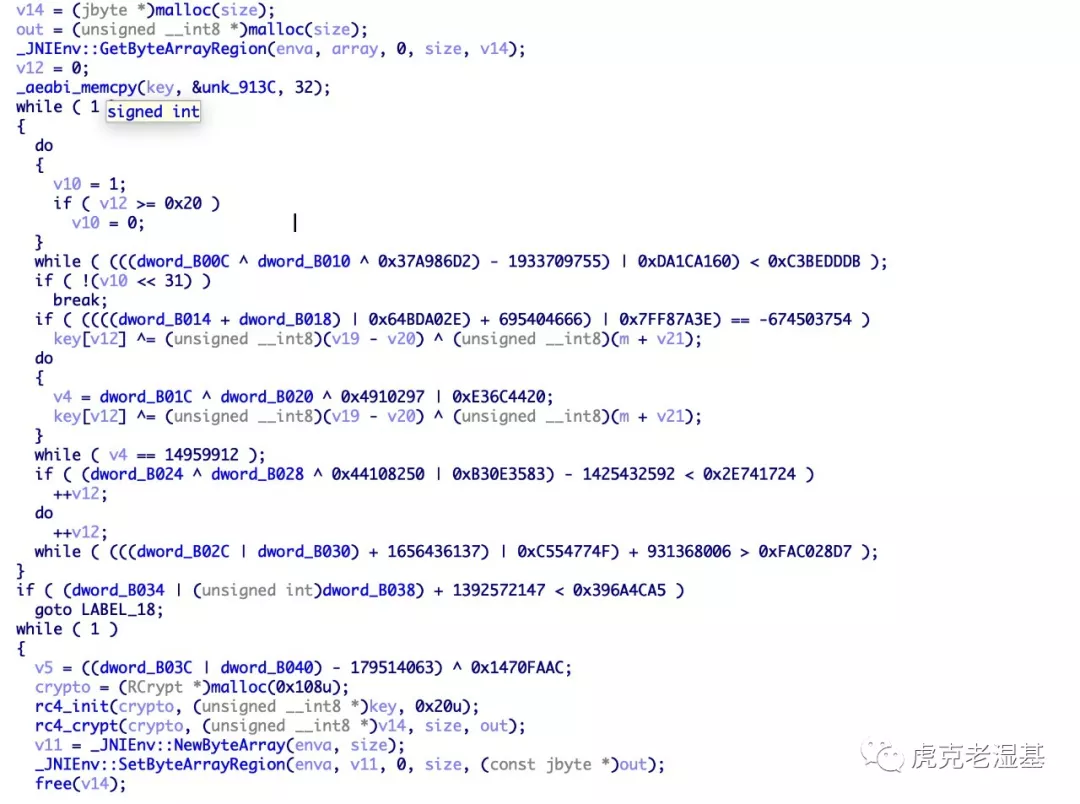 v14 = (jbyte *)malloc(size);
out = (unsigned __int8 *)malloc(size);
_JNIEnv::GetByteArrayRegion(enva, array, 0, size, v14);
v12 = 0;
_aeabi_memcpy(key, &unk_913C, 32);
while ( 1
signed int
{
do
{
v10 = 1;
if ( v12 >= 0x20 )
v10 = 0;
}
while ( (((dword_B00C ^ dword_B010 ^ 0x37A986D2) - 1933709755) | 0xDA1CA160) < 0xC3BEDDDB );
if ( !(v10 << 31) )
break;
if ( ((((dword_B014 + dword_B018) | 0x64BDA02E) + 695404666) | 0x7FF87A3E) == -674503754 )
key[v12] ^= (unsigned __int8)(v19 - v20) ^ (unsigned __int8)(m + v21);
do
{
v4 = dword_B01C ^ dword_B020 ^ 0x4910297 | 0xE36C4420;
key[v12] ^= (unsigned __int8)(v19 - v20) ^ (unsigned __int8)(m + v21);
}
while ( v4 == 14959912 );
if ( (dword_B024 ^ dword_B028 ^ 0x44108250 | 0xB30E3583) - 1425432592 < 0x2E741724 )
++v12;
do
++v12;
while ( (((dword_B02C | dword_B030) + 1656436137) | 0xC554774F) + 931368006 > 0xFAC028D7 );
}
if ( (dword_B034 | (unsigned int)dword_B038) + 1392572147 < 0x396A4CA5 )
goto LABEL_18;
while ( 1 )
{
v5 = ((dword_B03C | dword_B040) - 179514063) ^ 0x1470FAAC;
crypto = (RCrypt *)malloc(0x108u);
rc4_init(crypto, (unsigned __int8 *)key, 0x20u);
rc4_crypt(crypto, (unsigned __int8 *)v14, size, out);
v11 = _JNIEnv::NewByteArray(enva, size);
_JNIEnv::SetByteArrayRegion(enva, v11, 0, size, (const jbyte *)out);
free(v14);
虎克老湿基